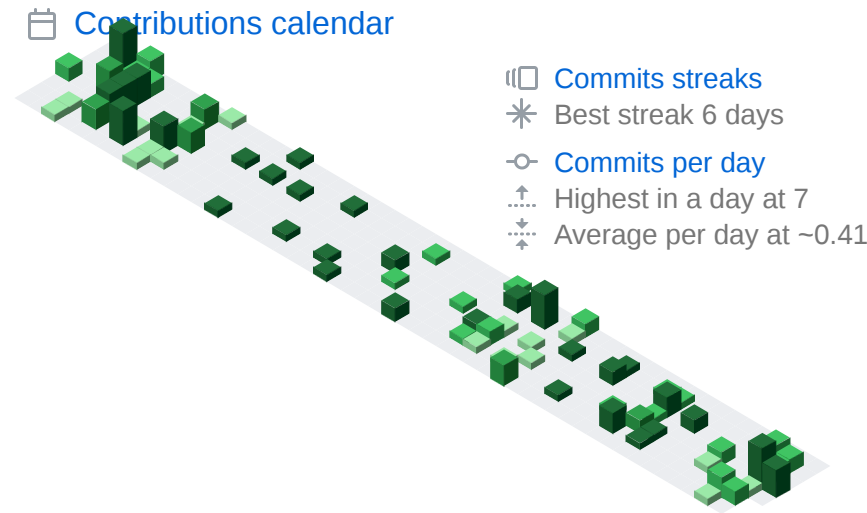 Contributions calendar
Commits streaks
Best streak 6 days
Commits per day
Highest in a day at 7
Average per day at ~0.41